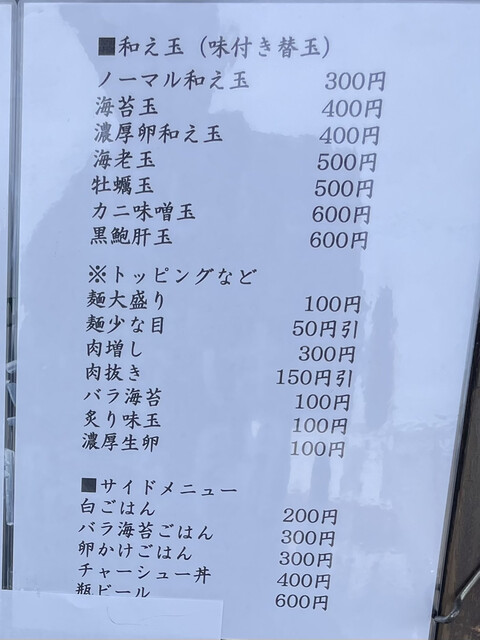 ■和え玉（味付き替玉）
ノーマル和え玉 300円
海苔玉 400円
濃厚卵和え玉 400円
海老玉 500円
牡蠣玉 500円
カニ味噌玉 600円
黒鮑肝玉 600円
※トッピングなど
麺大盛り 100円
麺少な目 50円引
肉増し 300円
肉抜き 150円引
バラ海苔 100円
炙り味玉 100円
濃厚生卵 100円
■サイドメニュー
白ごはん 200円
バラ海苔ごはん 300円
卵かけごはん 300円
チャーシュー丼 400円
瓶ビール 600円